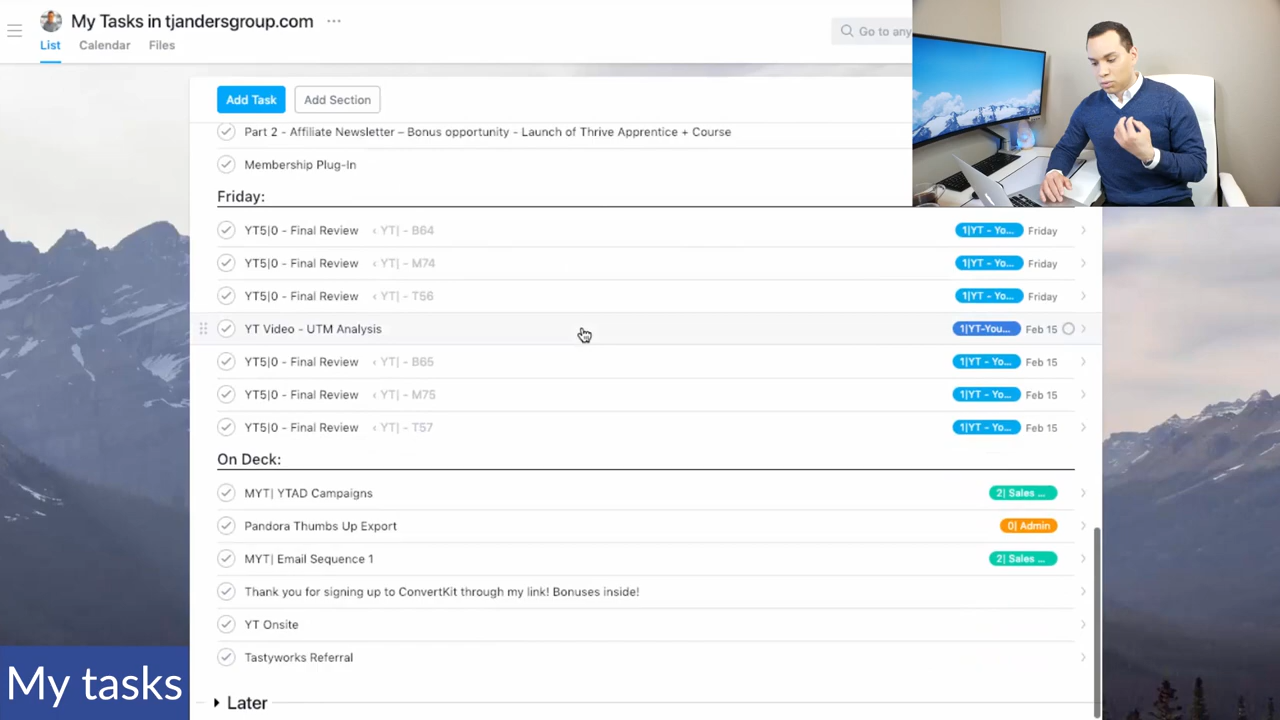 My Tasks in tjandersgroup.com ...
List Calendar Files
Go to any
Add Task Add Section
Part 2 - Affiliate Newsletter – Bonus opportunity - Launch of Thrive Apprentice + Course
Membership Plug-In
Friday:
YT5|0 - Final Review ‹ YT| - B64 1|YT - Yo... Friday
YT5|0 - Final Review ‹ YT| - M74 1|YT - Yo... Friday
YT5|0 - Final Review ‹ YT| - T56 1|YT - Yo... Friday
YT Video - UTM Analysis 1|YT-You... Feb 15
YT5|0 - Final Review ‹ YT| - B65 1|YT - Yo... Feb 15
YT5|0 - Final Review ‹ YT| - M75 1|YT - Yo... Feb 15
YT5|0 - Final Review ‹ YT| - T57 1|YT - Yo... Feb 15
On Deck:
MYT| YTAD Campaigns 2| Sales ...
Pandora Thumbs Up Export 0| Admin
MYT| Email Sequence 1 2| Sales ...
Thank you for signing up to ConvertKit through my link! Bonuses inside!
YT Onsite
Tastyworks Referral
Later
My tasks